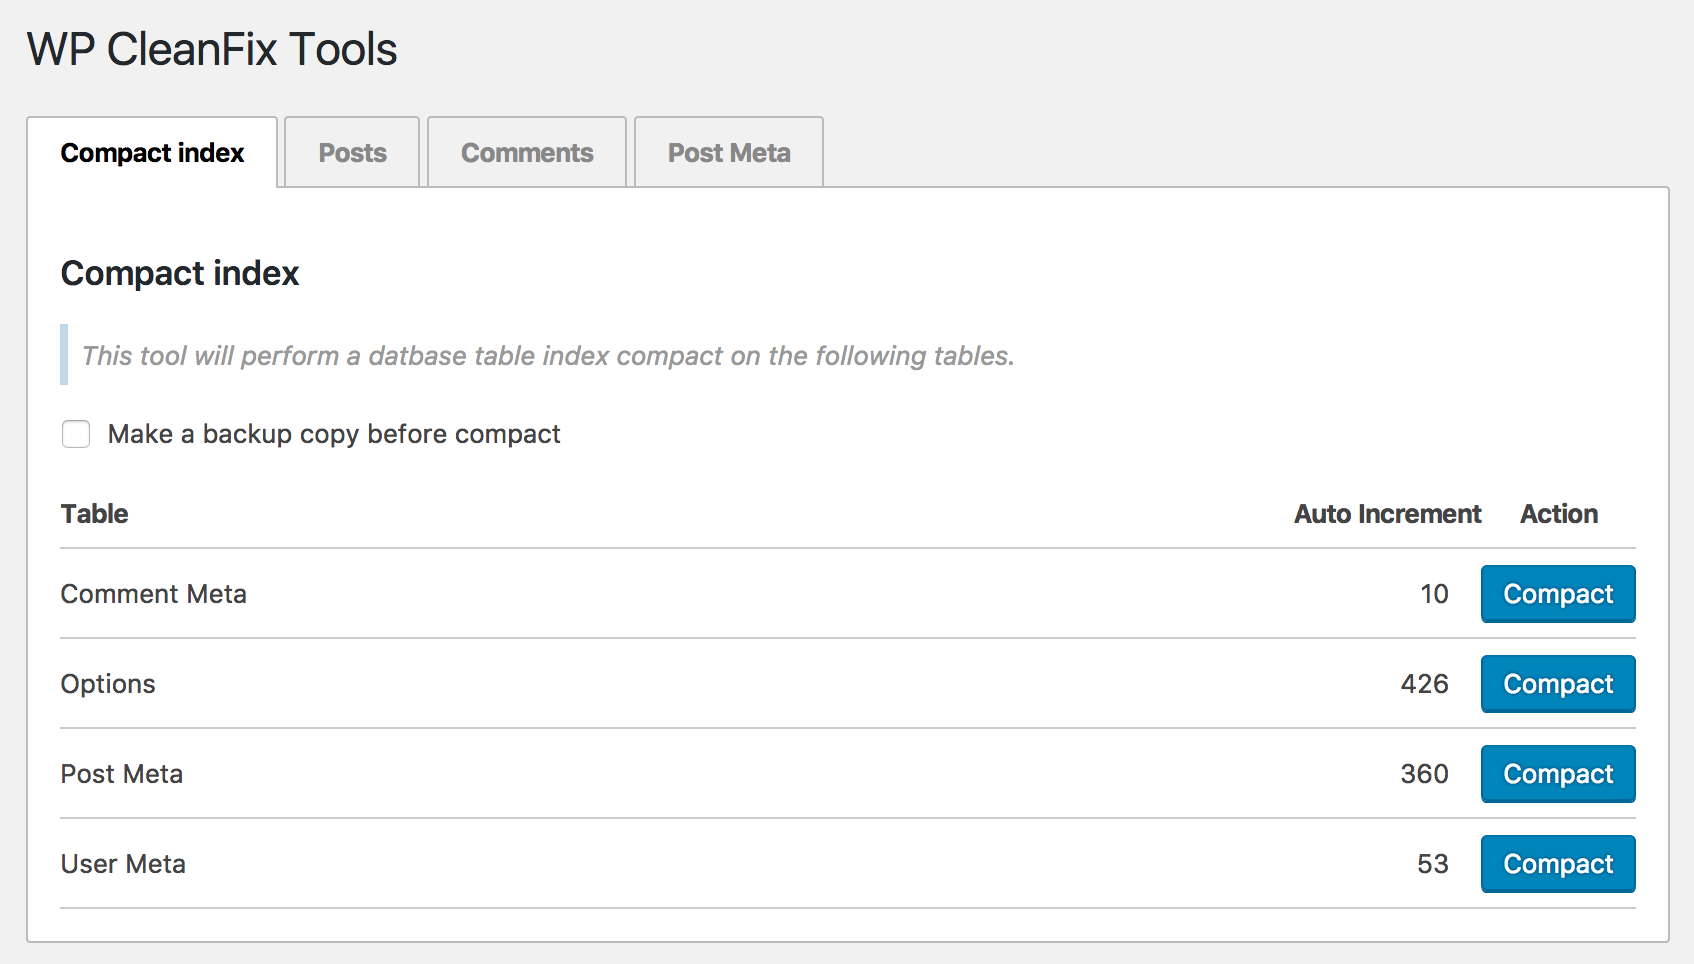 WP CleanFix Tools
Compact index Posts Comments Post Meta
Compact index
This tool will perform a datbase table index compact on the following tables.
Make a backup copy before compact
Table Auto Increment Action
Comment Meta 10 Compact
Options 426 Compact
Post Meta 360 Compact
User Meta 53 Compact